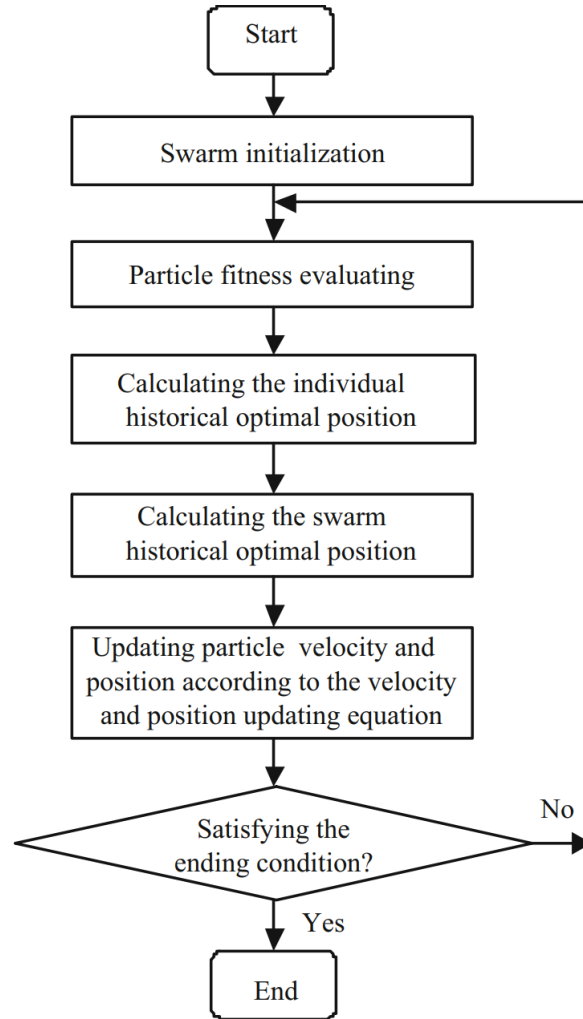 Start
Swarm initialization
Particle fitness evaluating
Calculating the individual
historical optimal position
Calculating the swarm
historical optimal position
Updating particle velocity and
position according to the velocity
and position updating equation
Satisfying the
ending condition?
No
Yes
End